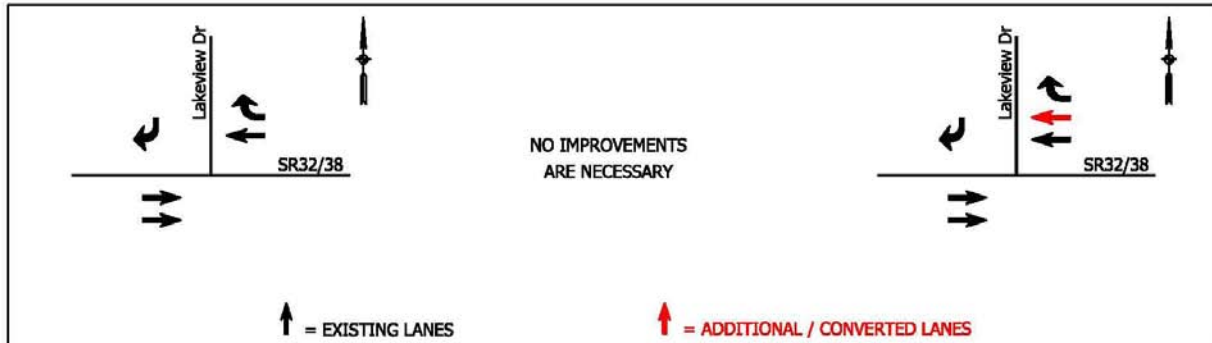 Lakeview Dr
SR32/38
NO IMPROVEMENTS
ARE NECESSARY
Lakeview Dr
SR32/38
= EXISTING LANES
= ADDITIONAL / CONVERTED LANES